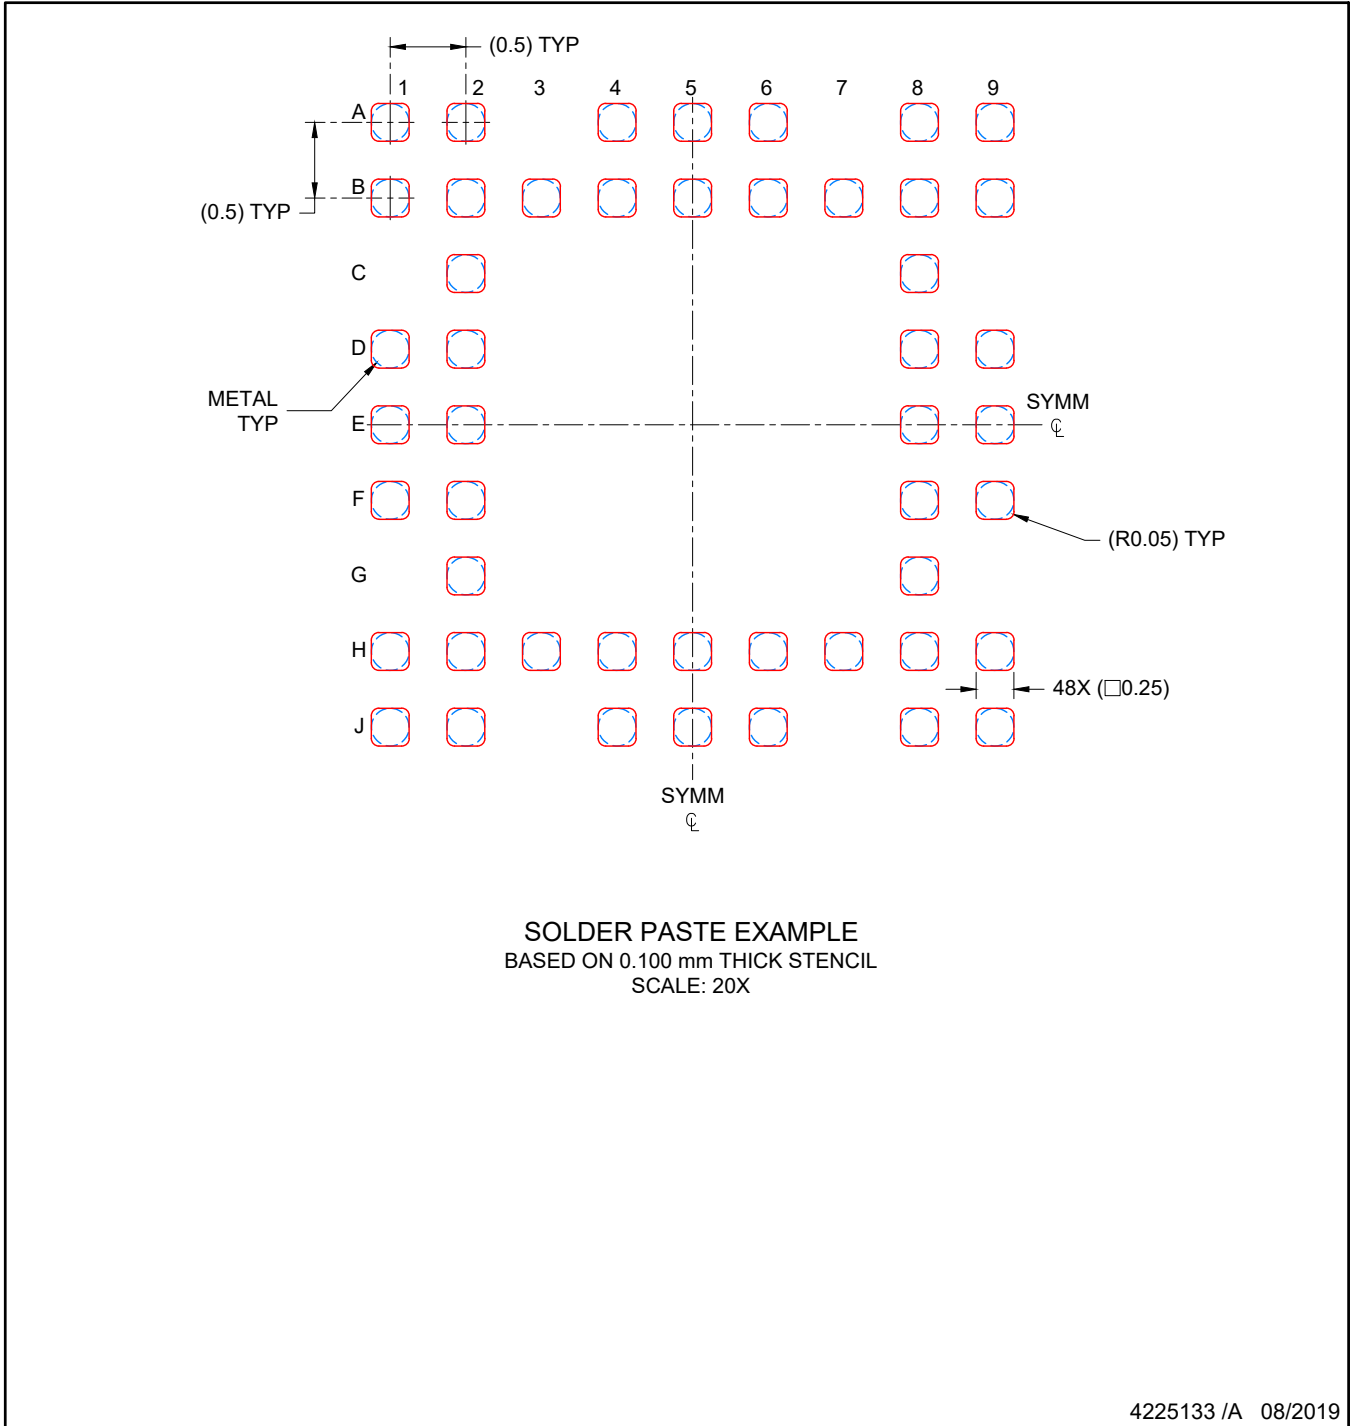 (0.5) TYP
1 2 3 4 5 6 7 8 9
A
B
(0.5) TYP
C
D
METAL
TYP
E
SYMM
℄
F
(R0.05) TYP
G
H
48X (□0.25)
J
SYMM
℄
SOLDER PASTE EXAMPLE
BASED ON 0.100 mm THICK STENCIL
SCALE: 20X
4225133 /A 08/2019